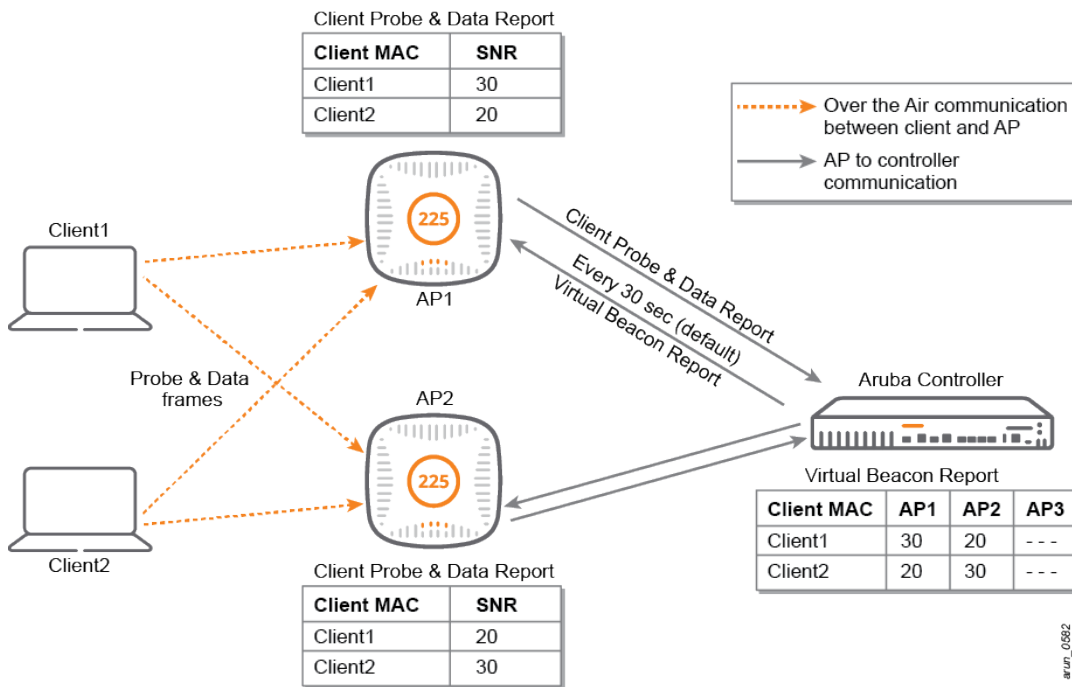 Client Probe & Data Report
Client MAC SNR
Client1 30
Client2 20
Over the Air communication
between client and AP
AP to controller
communication
Client1
225
AP1
Client Probe & Data Report
Every 30 sec (default)
Virtual Beacon Report
Probe & Data
frames
AP2
225
Aruba Controller
Client2
Virtual Beacon Report
Client MAC AP1 AP2 AP3
Client1 30 20 - - -
Client2 20 30 - - -
Client Probe & Data Report
Client MAC SNR
Client1 20
Client2 30
arun_0582